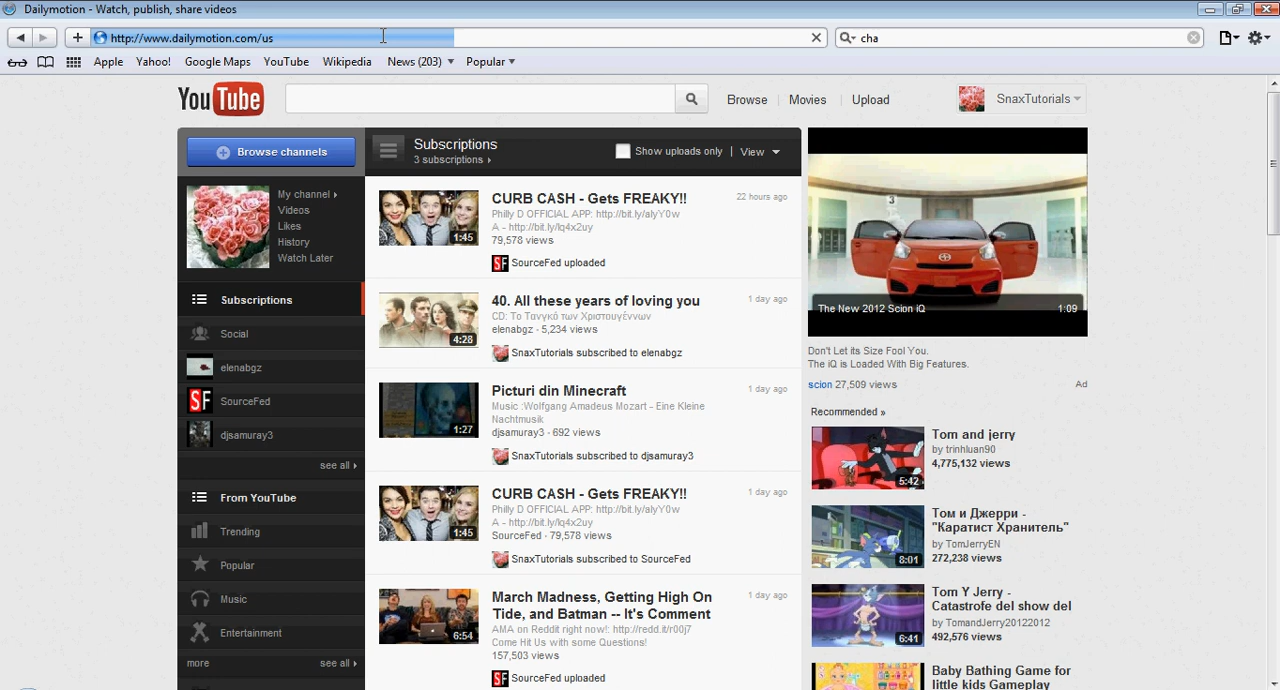 Dailymotion - Watch, publish, share videos
http://www.dailymotion.com/us
cha
Apple Yahoo! Google Maps YouTube Wikipedia News (203) Popular
YouTube
Browse Movies Upload SnaxTutorials
Browse channels
My channel
Videos
Likes
History
Watch Later
Subscriptions
Social
elenabgz
SF SourceFed
djsamuray3
see all
From YouTube
Trending
Popular
Music
Entertainment
more see all
Subscriptions
3 subscriptions
Show uploads only | View
CURB CASH - Gets FREAKY!! 22 hours ago
Philly D OFFICIAL APP: http://bit.ly/alyY0w
A - http://bit.ly/lq4x2uy
79,578 views
1:45
SF SourceFed uploaded
40. All these years of loving you 1 day ago
CD: Το Τανγκό των Χριστουγέννων
elenabgz - 5,234 views
4:28
SnaxTutorials subscribed to elenabgz
Picturi din Minecraft 1 day ago
Music :Wolfgang Amadeus Mozart - Eine Kleine
Nachtmusik
djsamuray3 - 692 views
1:27
SnaxTutorials subscribed to djsamuray3
CURB CASH - Gets FREAKY!! 1 day ago
Philly D OFFICIAL APP: http://bit.ly/alyY0w
A - http://bit.ly/lq4x2uy
SourceFed - 79,578 views
1:45
SnaxTutorials subscribed to SourceFed
March Madness, Getting High On 1 day ago
Tide, and Batman -- It's Comment
AMA on Reddit right now!: http://redd.it/r00j7
Come Hit Us with some Questions!
157,503 views
6:54
SF SourceFed uploaded
3
The New 2012 Scion iQ 1:09
Don't Let its Size Fool You.
The iQ is Loaded With Big Features.
scion 27,509 views Ad
Recommended »
Tom and jerry
by trinhluan90
4,775,132 views
5:42
Том и Джерри -
"Каратист Хранитель"
by TomJerryEN
272,238 views
8:01
Tom Y Jerry -
Catastrofe del show del
by TomandJerry20122012
492,576 views
6:41
Baby Bathing Game for
little kids Gameplay